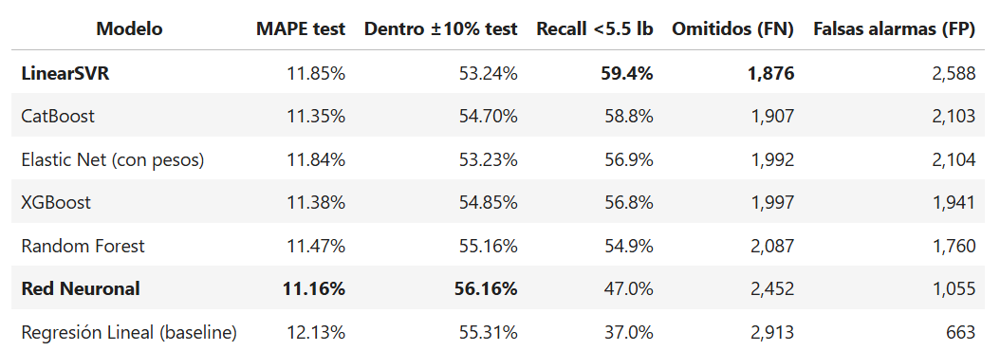 Modelo MAPE test Dentro ±10% test Recall <5.5 lb Omitidos (FN) Falsas alarmas (FP)
LinearSVR 11.85% 53.24% 59.4% 1,876 2,588
CatBoost 11.35% 54.70% 58.8% 1,907 2,103
Elastic Net (con pesos) 11.84% 53.23% 56.9% 1,992 2,104
XGBoost 11.38% 54.85% 56.8% 1,997 1,941
Random Forest 11.47% 55.16% 54.9% 2,087 1,760
Red Neuronal 11.16% 56.16% 47.0% 2,452 1,055
Regresión Lineal (baseline) 12.13% 55.31% 37.0% 2,913 663